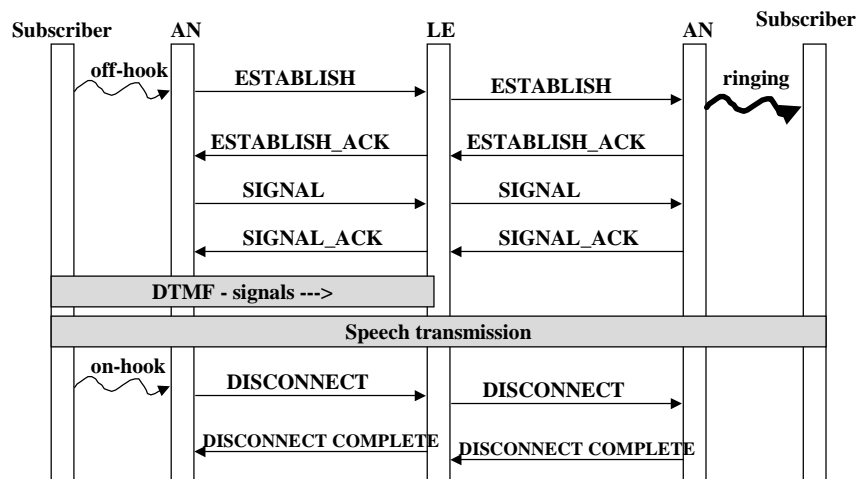 Subscriber AN LE AN Subscriber
off-hook ESTABLISH ESTABLISH ringing
ESTABLISH_ACK ESTABLISH_ACK
SIGNAL SIGNAL
SIGNAL_ACK SIGNAL_ACK
DTMF - signals --->
Speech transmission
on-hook DISCONNECT DISCONNECT
DISCONNECT COMPLETE DISCONNECT COMPLETE